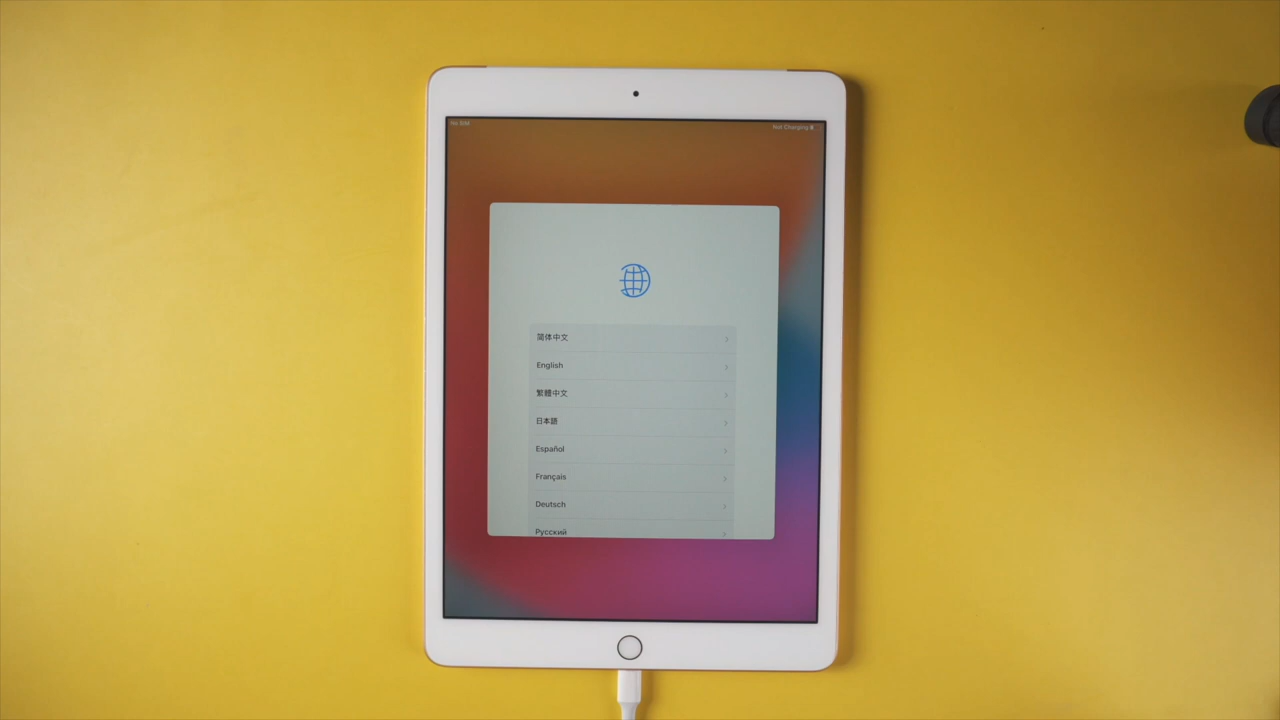 No SIM
Not Charging
简体中文
English
繁體中文
日本語
Español
Français
Deutsch
Русский